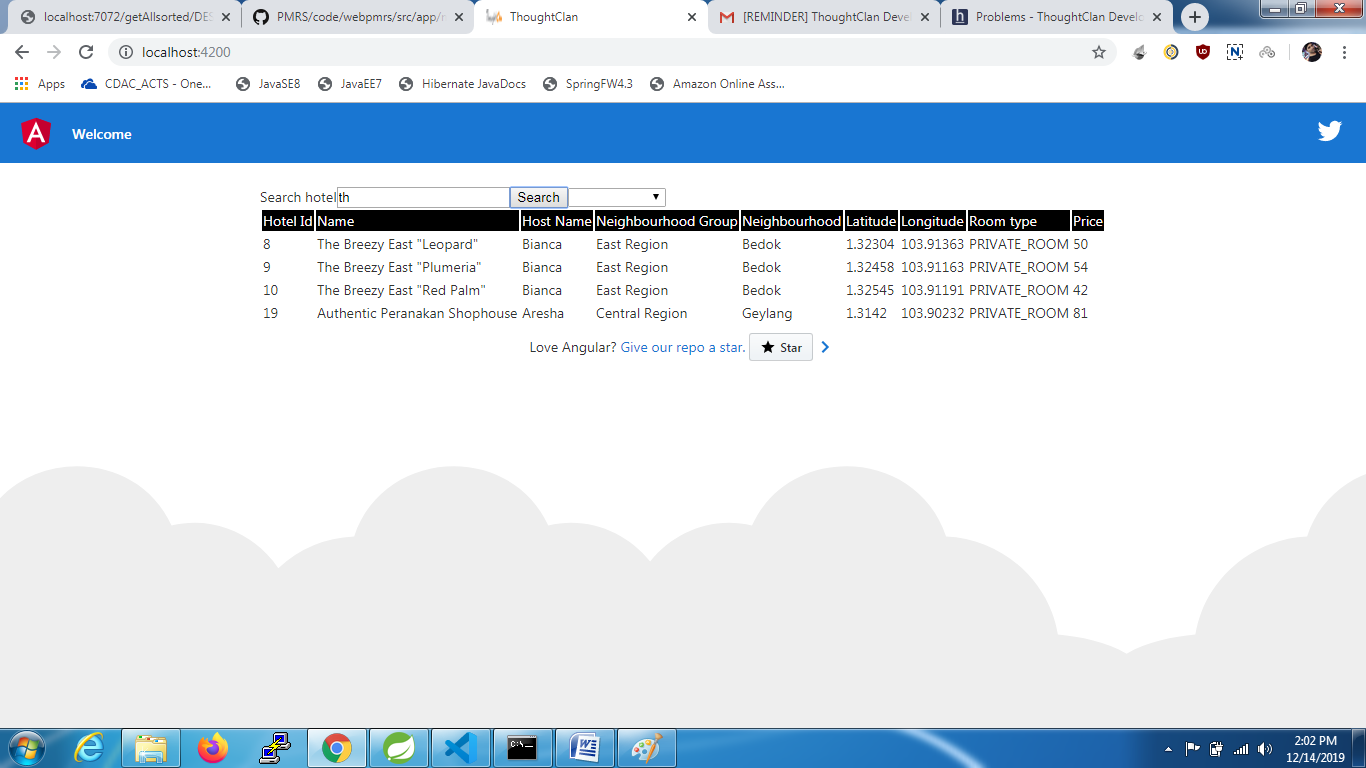 localhost:7072/getAllsorted/DES
PMRS/code/webpmrs/src/app/r
ThoughtClan
[REMINDER] ThoughtClan Devel
Problems - ThoughtClan Develo
localhost:4200
Apps CDAC_ACTS - One... JavaSE8 JavaEE7 Hibernate JavaDocs SpringFW4.3 Amazon Online Ass...
Welcome
Search hotel th Search
Hotel Id Name Host Name Neighbourhood Group Neighbourhood Latitude Longitude Room type Price
8 The Breezy East "Leopard" Bianca East Region Bedok 1.32304 103.91363 PRIVATE_ROOM 50
9 The Breezy East "Plumeria" Bianca East Region Bedok 1.32458 103.91163 PRIVATE_ROOM 54
10 The Breezy East "Red Palm" Bianca East Region Bedok 1.32545 103.91191 PRIVATE_ROOM 42
19 Authentic Peranakan Shophouse Aresha Central Region Geylang 1.3142 103.90232 PRIVATE_ROOM 81
Love Angular? Give our repo a star. Star
2:02 PM
12/14/2019